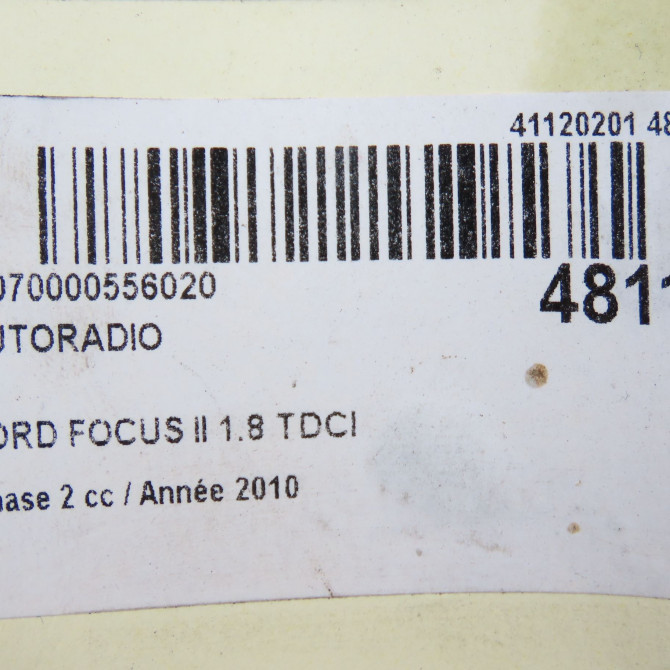 41120201 48
070000556020
4811
UTORADIO
ORD FOCUS II 1.8 TDCI
hase 2 cc / Année 2010